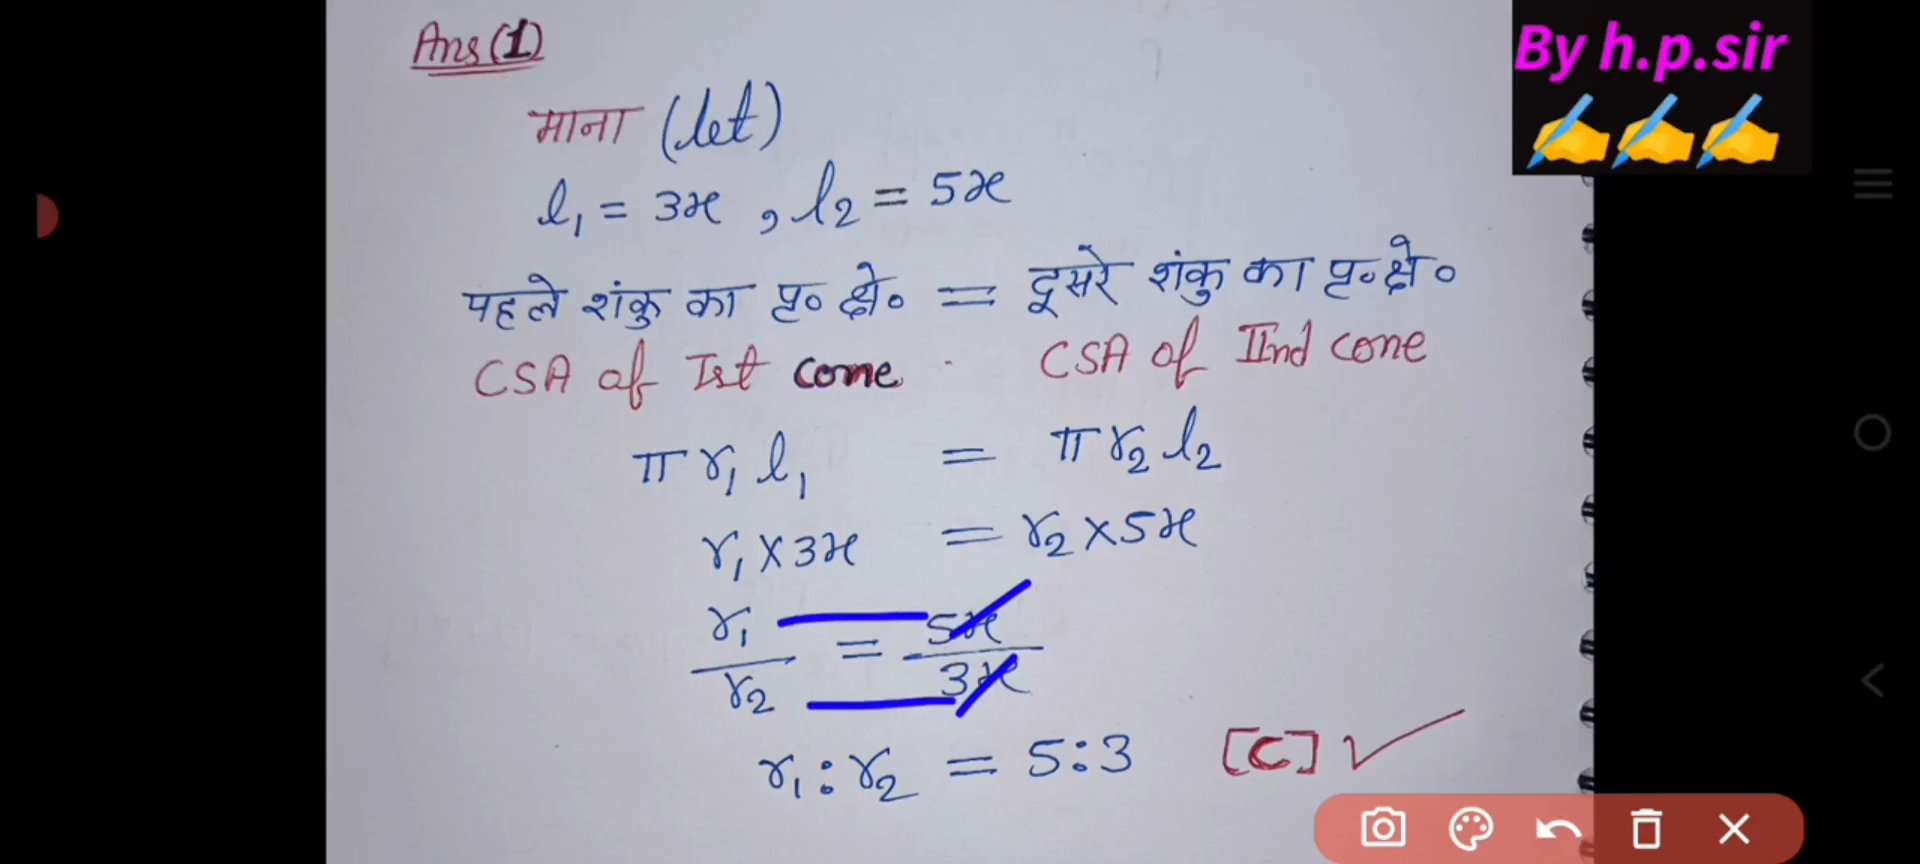 Ans(1)
By h.p.sir
माना (let)
l₁ = 3x , l₂ = 5x
पहले शंकु का पृ० क्षे० = दूसरे शंकु का पृ०क्षे०
CSA of Ist cone CSA of IInd cone
π r₁ l₁ = π r₂ l₂
r₁ × 3x = r₂ × 5x
r₁/r₂ = 5x/3x
r₁ : r₂ = 5:3 [C] ✓